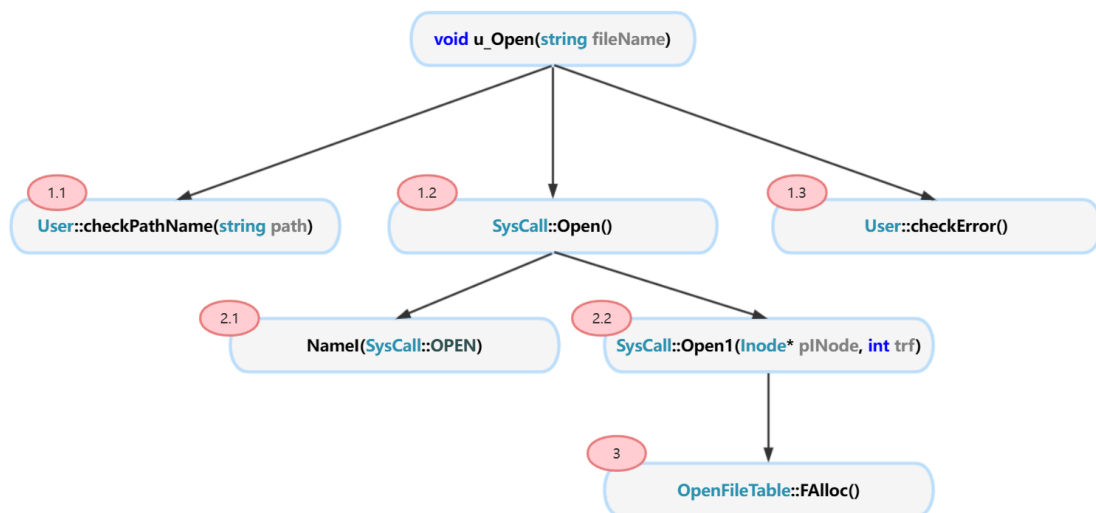 void u_Open(string fileName)
1.1
User::checkPathName(string path)
1.2
SysCall::Open()
1.3
User::checkError()
2.1
NameI(SysCall::OPEN)
2.2
SysCall::Open1(Inode* pINode, int trf)
3
OpenFileTable::FAlloc()